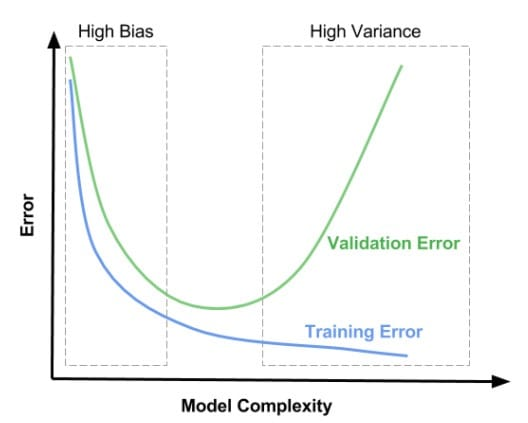 High Bias
High Variance
Error
Validation Error
Training Error
Model Complexity